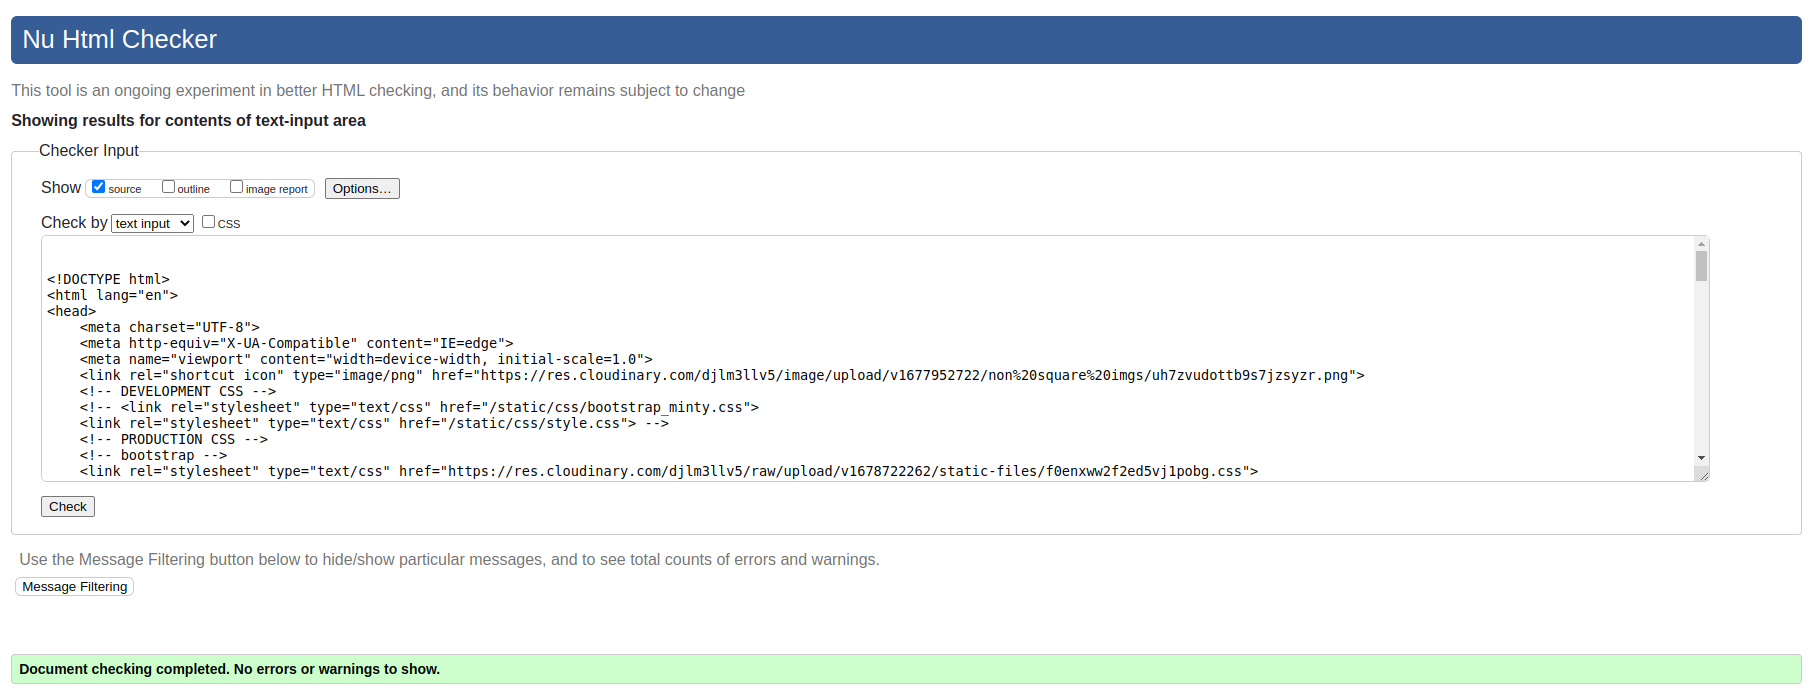 Nu Html Checker
This tool is an ongoing experiment in better HTML checking, and its behavior remains subject to change
Showing results for contents of text-input area
Checker Input
Show source outline image report Options…
Check by text input CSS
<!DOCTYPE html>
<html lang="en">
<head>
    <meta charset="UTF-8">
    <meta http-equiv="X-UA-Compatible" content="IE=edge">
    <meta name="viewport" content="width=device-width, initial-scale=1.0">
    <link rel="shortcut icon" type="image/png" href="https://res.cloudinary.com/djlm3llv5/image/upload/v1677952722/non%20square%20imgs/uh7zvudottb9s7jzsyzr.png">
    <!-- DEVELOPMENT CSS -->
    <!-- <link rel="stylesheet" type="text/css" href="/static/css/bootstrap_minty.css">
    <link rel="stylesheet" type="text/css" href="/static/css/style.css"> -->
    <!-- PRODUCTION CSS -->
    <!-- bootstrap -->
    <link rel="stylesheet" type="text/css" href="https://res.cloudinary.com/djlm3llv5/raw/upload/v1678722262/static-files/f0enxww2f2ed5vj1pobg.css">
Check
Use the Message Filtering button below to hide/show particular messages, and to see total counts of errors and warnings.
Message Filtering
Document checking completed. No errors or warnings to show.